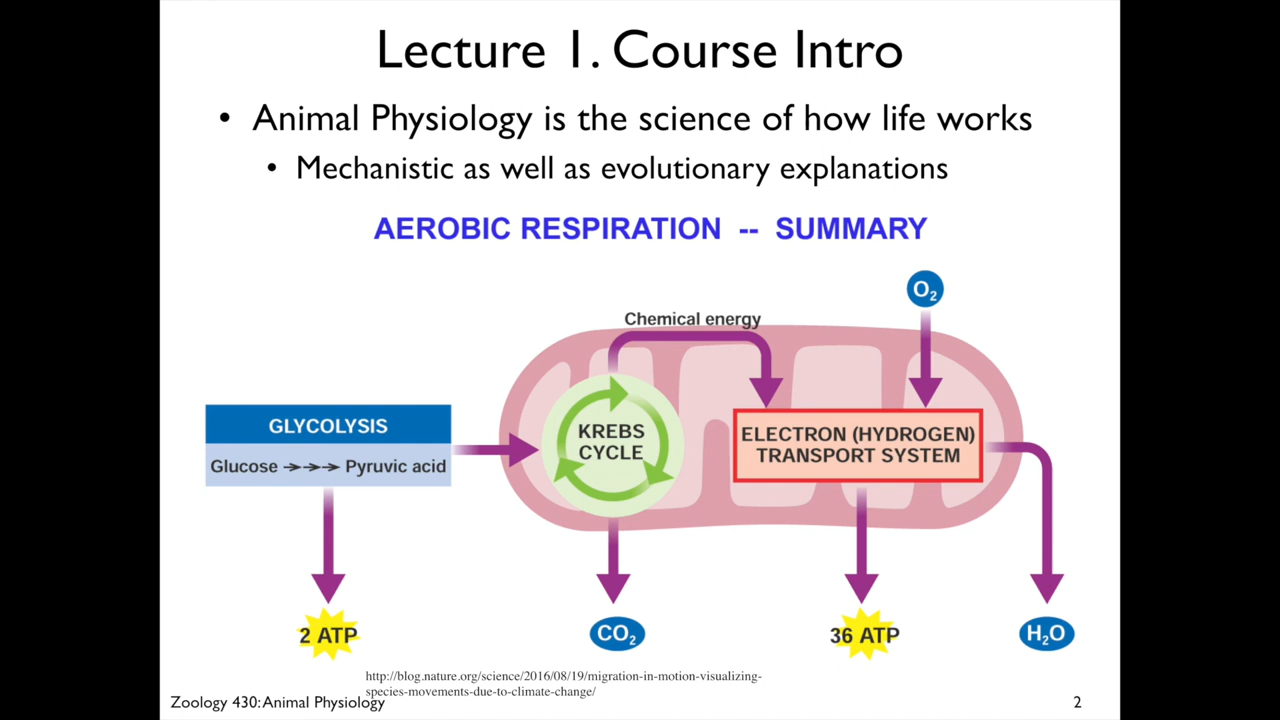 Lecture 1. Course Intro
• Animal Physiology is the science of how life works
• Mechanistic as well as evolutionary explanations
AEROBIC RESPIRATION -- SUMMARY
O₂
Chemical energy
GLYCOLYSIS
Glucose →→→ Pyruvic acid
KREBS
CYCLE
ELECTRON (HYDROGEN)
TRANSPORT SYSTEM
2 ATP
CO₂
36 ATP
H₂O
http://blog.nature.org/science/2016/08/19/migration-in-motion-visualizing-
species-movements-due-to-climate-change/
Zoology 430: Animal Physiology
2